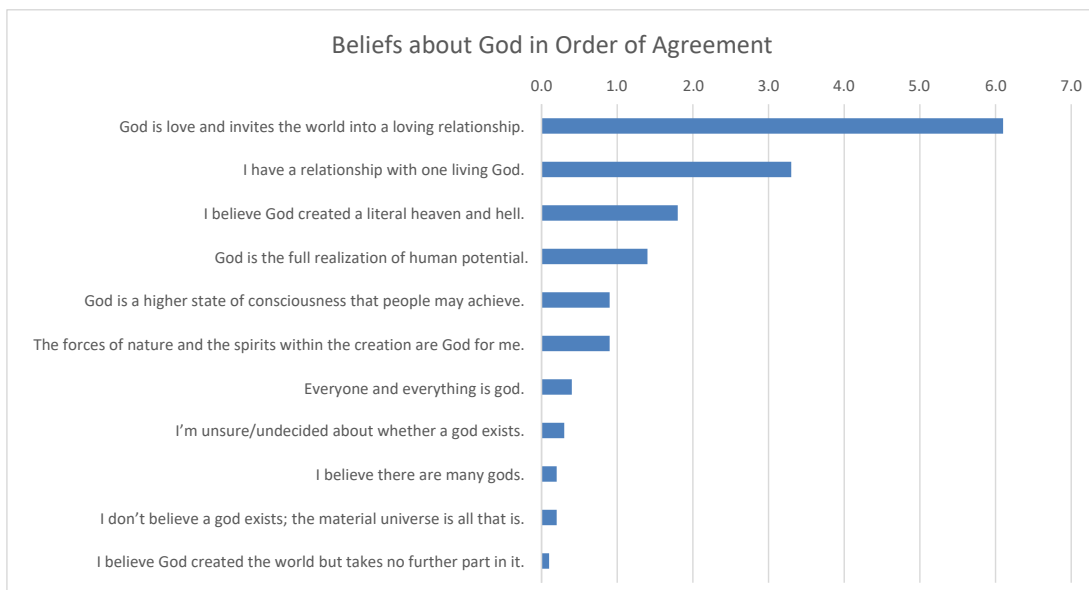 Beliefs about God in Order of Agreement
0.0 1.0 2.0 3.0 4.0 5.0 6.0 7.0
God is love and invites the world into a loving relationship.
I have a relationship with one living God.
I believe God created a literal heaven and hell.
God is the full realization of human potential.
God is a higher state of consciousness that people may achieve.
The forces of nature and the spirits within the creation are God for me.
Everyone and everything is god.
I’m unsure/undecided about whether a god exists.
I believe there are many gods.
I don’t believe a god exists; the material universe is all that is.
I believe God created the world but takes no further part in it.